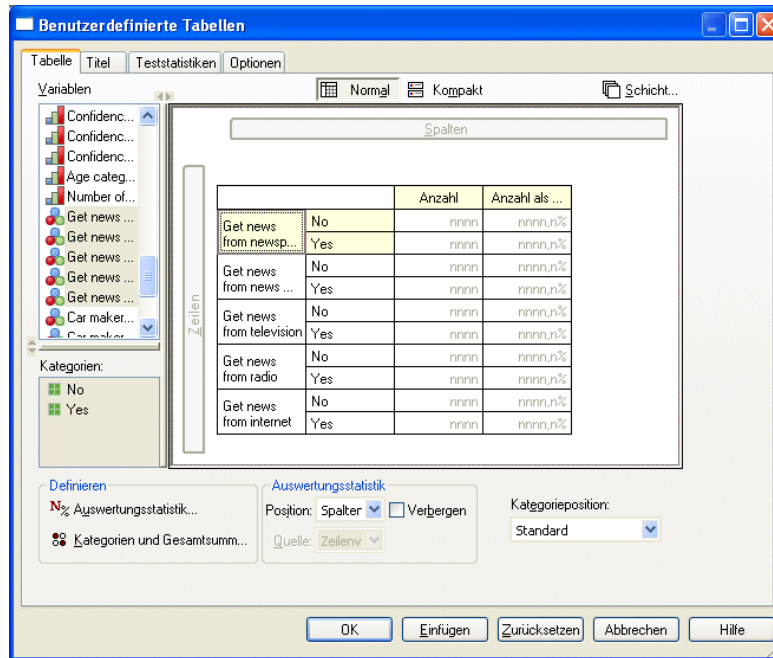 Benutzerdefinierte Tabellen
Tabelle Titel Teststatistiken Optionen
Variablen
Normal Kompakt Schicht...
Confidenc...
Confidenc...
Confidenc...
Age categ...
Number of...
Get news ...
Get news ...
Get news ...
Get news ...
Get news ...
Car maker...
Car maker...
Kategorien:
No
Yes
Spalten
Zeilen
Anzahl Anzahl als ...
Get news from newsp... No nnnn nnnn,n%
Yes nnnn nnnn,n%
Get news from news ... No nnnn nnnn,n%
Yes nnnn nnnn,n%
Get news from television No nnnn nnnn,n%
Yes nnnn nnnn,n%
Get news from radio No nnnn nnnn,n%
Yes nnnn nnnn,n%
Get news from internet No nnnn nnnn,n%
Yes nnnn nnnn,n%
Definieren
N% Auswertungsstatistik...
Kategorien und Gesamtsumm...
Auswertungsstatistik
Position: Spalter Verbergen
Quelle: Zeilenv
Kategorieposition:
Standard
OK Einfügen Zurücksetzen Abbrechen Hilfe